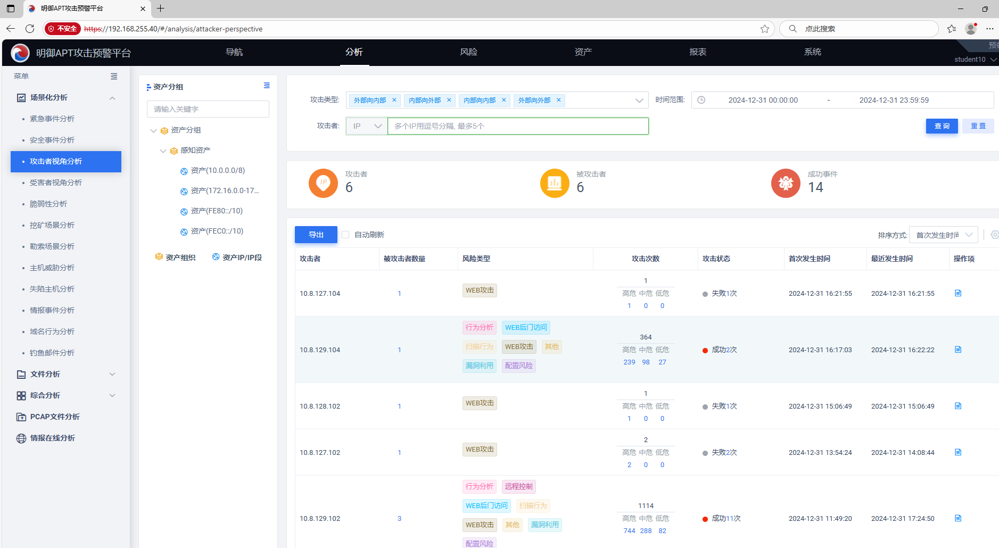 明御APT攻击预警平台
不安全 https://192.168.255.40/#/analysis/attacker-perspective
点此搜索
明御APT攻击预警平台
导航
分析
风险
资产
报表
系统
student10
菜单
场景化分析
紧急事件分析
安全事件分析
攻击者视角分析
受害者视角分析
脆弱性分析
挖矿场景分析
勒索场景分析
主机威胁分析
失陷主机分析
情报事件分析
域名行为分析
钓鱼邮件分析
文件分析
综合分析
PCAP文件分析
情报在线分析
资产分组
请输入关键字
资产分组
感知资产
资产(10.0.0.0/8)
资产(172.16.0.0-17...
资产(FE80::/10)
资产(FEC0::/10)
资产组织 资产IP/IP段
攻击类型: 外部向内部 × 内部向外部 × 内部向内部 × 外部向外部 × 时间范围: 2024-12-31 00:00:00 - 2024-12-31 23:59:59
攻击者: IP 多个IP用逗号分隔, 最多5个 查询 重置
攻击者
6
被攻击者
6
成功事件
14
导出 自动刷新 排序方式: 首次发生时间
攻击者 被攻击者数量 风险类型 攻击次数 攻击状态 首次发生时间 最近发生时间 操作项
10.8.127.104 1 WEB攻击
1
高危 中危 低危
1 0 0
失败1次 2024-12-31 16:21:55 2024-12-31 16:21:55
10.8.129.104 1
行为分析 WEB后门访问
扫描行为 WEB攻击 其他
漏洞利用 配置风险
364
高危 中危 低危
239 98 27
成功2次 2024-12-31 16:17:03 2024-12-31 16:22:22
10.8.128.102 1 WEB攻击
1
高危 中危 低危
1 0 0
失败1次 2024-12-31 15:06:49 2024-12-31 15:06:49
10.8.127.102 1 WEB攻击
2
高危 中危 低危
2 0 0
失败2次 2024-12-31 13:54:24 2024-12-31 14:08:44
10.8.129.102 3
行为分析 远程控制
WEB后门访问 扫描行为
WEB攻击 其他 漏洞利用
配置风险
1114
高危 中危 低危
744 288 82
成功11次 2024-12-31 11:49:20 2024-12-31 17:24:50